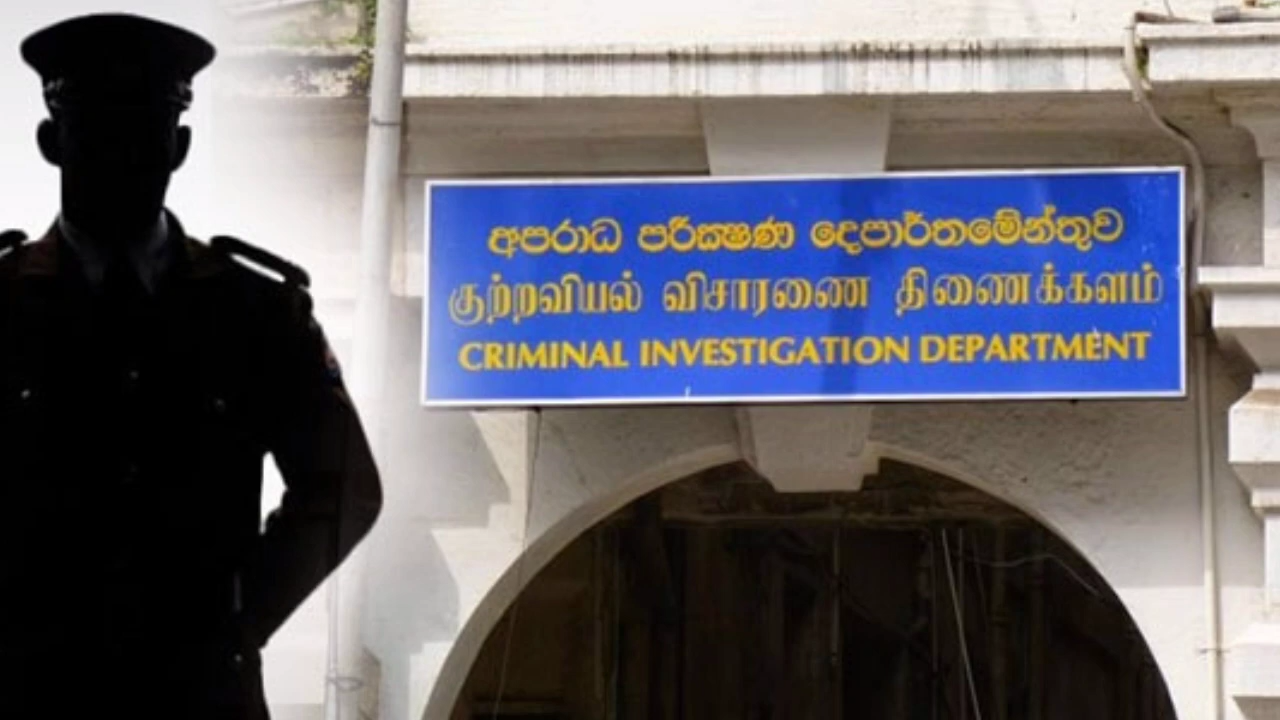 අපරාධ පරීක්ෂණ දෙපාර්තමේන්තුව
குற்றவியல் விசாரணை திணைக்களம்
CRIMINAL INVESTIGATION DEPARTMENT